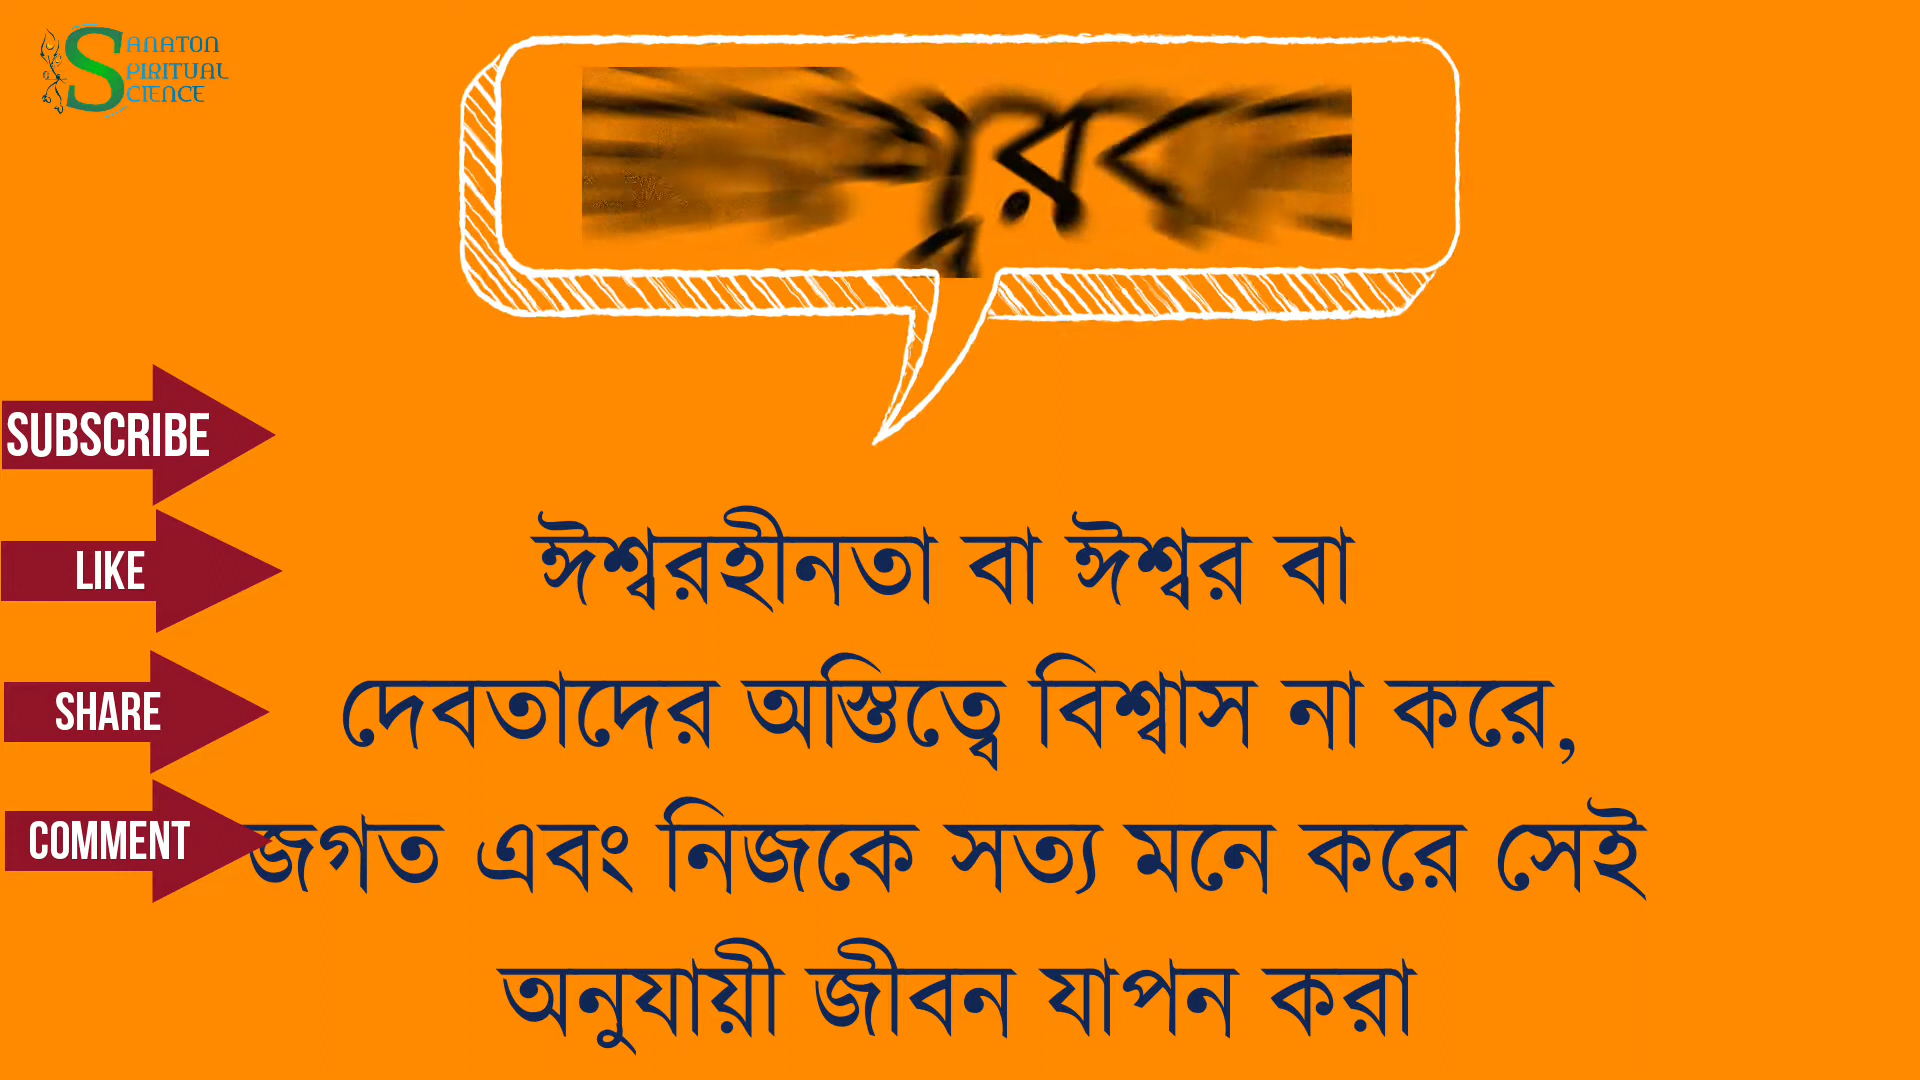 SANATON
SPIRITUAL
SCIENCE
SUBSCRIBE
LIKE
SHARE
COMMENT
ঈশ্বরহীনতা বা ঈশ্বর বা
দেবতাদের অস্তিত্বে বিশ্বাস না করে,
জগত এবং নিজকে সত্য মনে করে সেই
অনুযায়ী জীবন যাপন করা